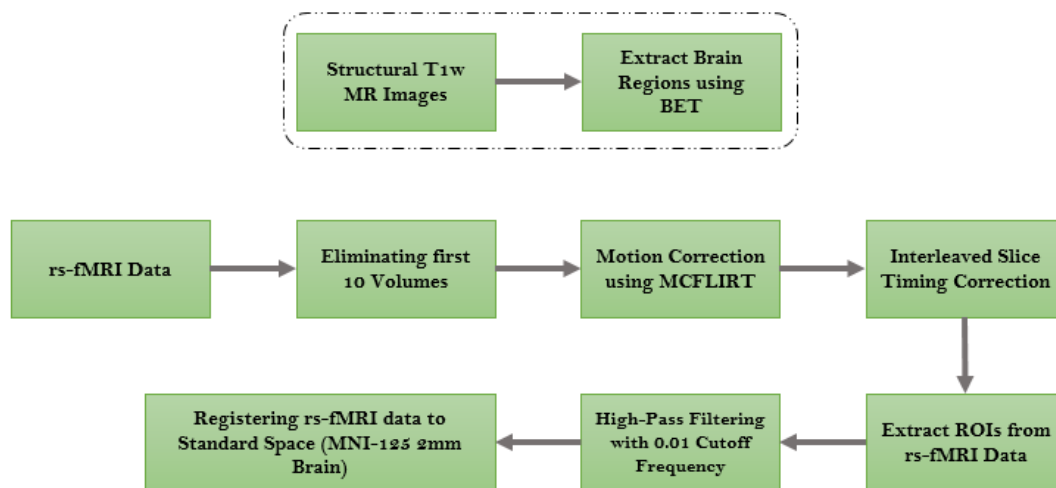 Structural T1w
MR Images
Extract Brain
Regions using
BET
rs-fMRI Data
Eliminating first
10 Volumes
Motion Correction
using MCFLIRT
Interleaved Slice
Timing Correction
Registering rs-fMRI data to
Standard Space (MNI-125 2mm
Brain)
High-Pass Filtering
with 0.01 Cutoff
Frequency
Extract ROIs from
rs-fMRI Data